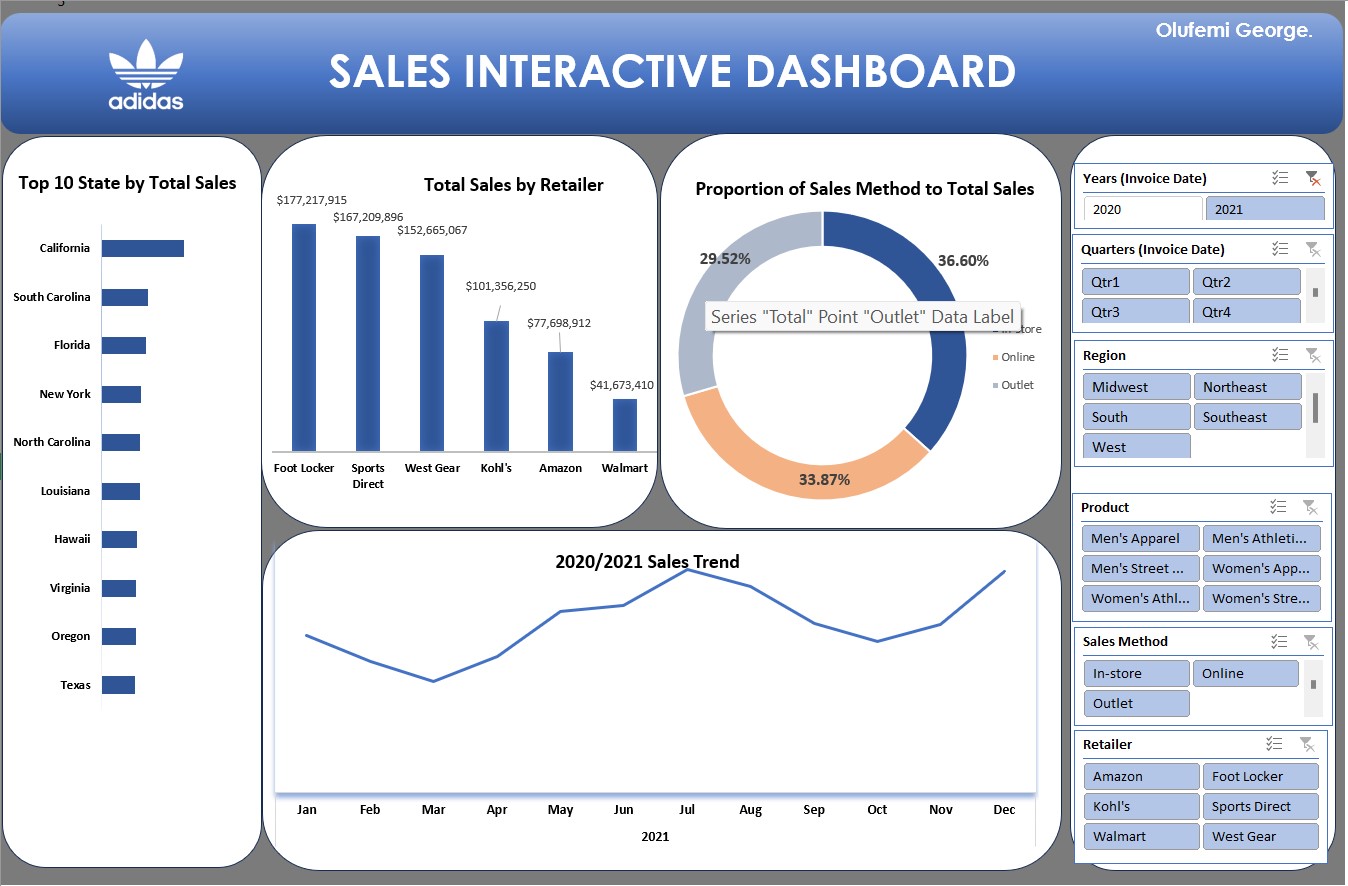 Olufemi George.
adidas
SALES INTERACTIVE DASHBOARD
Top 10 State by Total Sales
California
South Carolina
Florida
New York
North Carolina
Louisiana
Hawaii
Virginia
Oregon
Texas
Total Sales by Retailer
$177,217,915
$167,209,896
$152,665,067
$101,356,250
$77,698,912
$41,673,410
Foot Locker
Sports
Direct
West Gear
Kohl's
Amazon
Walmart
Proportion of Sales Method to Total Sales
29.52%
36.60%
Series "Total" Point "Outlet" Data Label
Online
Outlet
33.87%
2020/2021 Sales Trend
Jan Feb Mar Apr May Jun Jul Aug Sep Oct Nov Dec
2021
Years (Invoice Date)
2020 2021
Quarters (Invoice Date)
Qtr1 Qtr2
Qtr3 Qtr4
Region
Midwest Northeast
South Southeast
West
Product
Men's Apparel Men's Athleti...
Men's Street ... Women's App...
Women's Athl... Women's Stre...
Sales Method
In-store Online
Outlet
Retailer
Amazon Foot Locker
Kohl's Sports Direct
Walmart West Gear